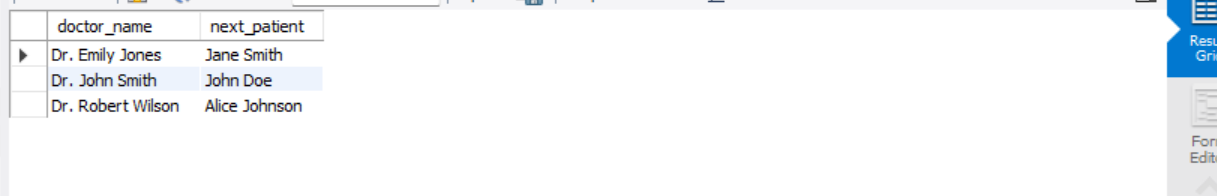 doctor_name next_patient
Dr. Emily Jones Jane Smith
Dr. John Smith John Doe
Dr. Robert Wilson Alice Johnson